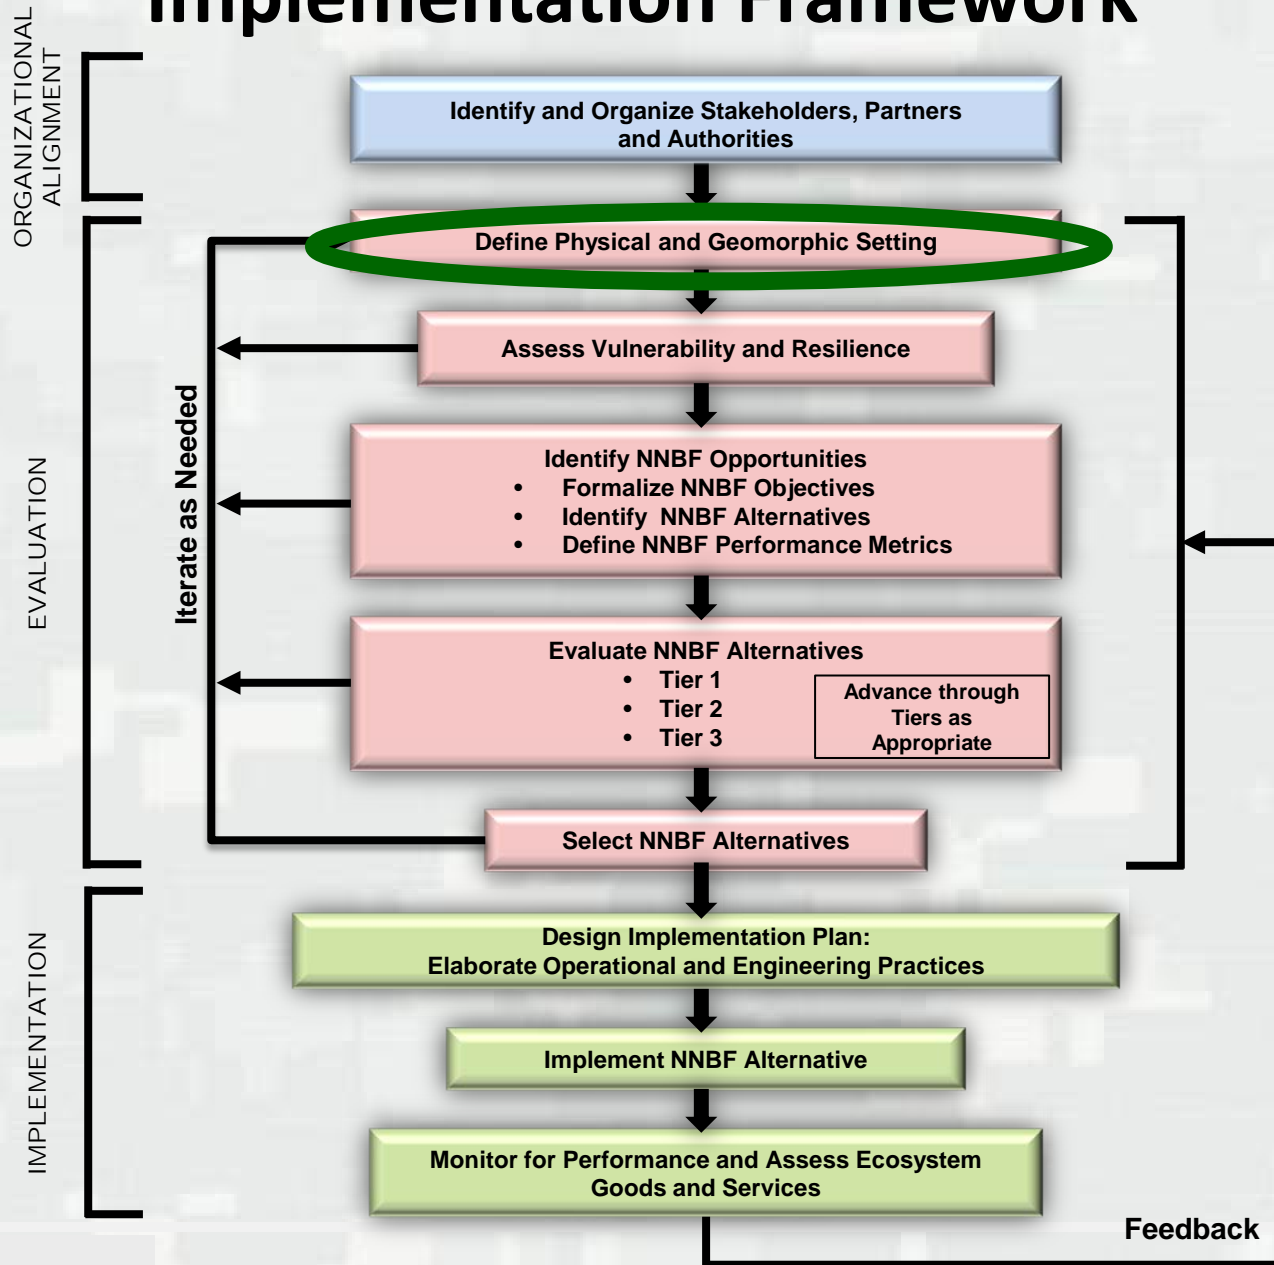 Implementation Framework
ORGANIZATIONAL
ALIGNMENT
Identify and Organize Stakeholders, Partners
and Authorities
EVALUATION
Iterate as Needed
Define Physical and Geomorphic Setting
Assess Vulnerability and Resilience
Identify NNBF Opportunities
• Formalize NNBF Objectives
• Identify NNBF Alternatives
• Define NNBF Performance Metrics
Evaluate NNBF Alternatives
• Tier 1
• Tier 2
• Tier 3
Advance through
Tiers as
Appropriate
Select NNBF Alternatives
IMPLEMENTATION
Design Implementation Plan:
Elaborate Operational and Engineering Practices
Implement NNBF Alternative
Monitor for Performance and Assess Ecosystem
Goods and Services
Feedback